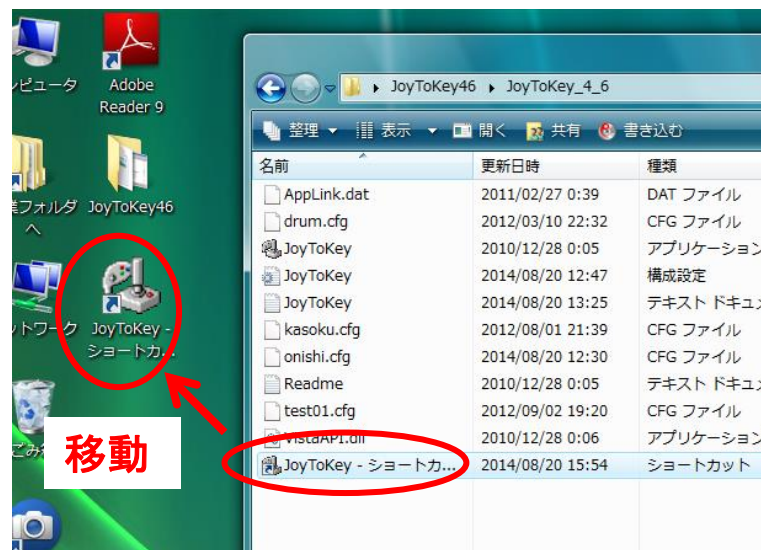 ンピュータ
Adobe
Reader 9
JoyToKey46 ▸ JoyToKey_4_6
整理 ▼ 表示 ▼ 開く 共有 書き込む
名前 更新日時 種類
AppLink.dat 2011/02/27 0:39 DAT ファイル
drum.cfg 2012/03/10 22:32 CFG ファイル
JoyToKey 2010/12/28 0:05 アプリケーション
JoyToKey 2014/08/20 12:47 構成設定
JoyToKey 2014/08/20 13:25 テキスト ドキュメ
kasoku.cfg 2012/08/01 21:39 CFG ファイル
onishi.cfg 2014/08/20 12:30 CFG ファイル
Readme 2010/12/28 0:05 テキスト ドキュメ
test01.cfg 2012/09/02 19:20 CFG ファイル
VistaAPI.dll 2010/12/28 0:06 アプリケーション
JoyToKey - ショートカ... 2014/08/20 15:54 ショートカット
業フォルダ
へ
JoyToKey46
ットワーク
JoyToKey -
ショートカ...
ごみ
移動